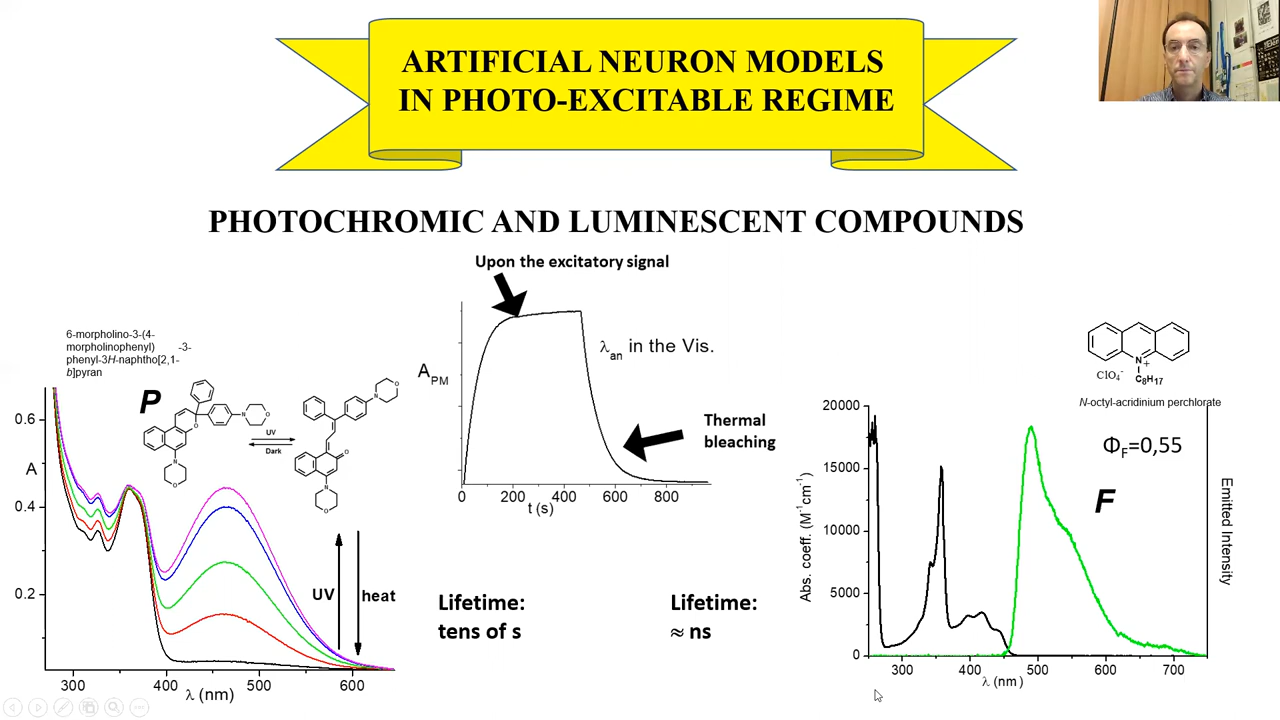 ARTIFICIAL NEURON MODELS
IN PHOTO-EXCITABLE REGIME
PHOTOCHROMIC AND LUMINESCENT COMPOUNDS
Upon the excitatory signal
6-morpholino-3-(4-
morpholinophenyl) -3-
phenyl-3H-naphtho[2,1-
b]pyran
P
N
O
O
N
O
UV
Dark
N
O
O
N
O
0.6
A
0.4
0.2
300 400 500 600
λ (nm)
UV
heat
A PM
λan in the Vis.
Thermal
bleaching
0 200 400 600 800
t (s)
Lifetime:
tens of s
Lifetime:
≈ ns
N +
ClO4-
C8H17
N-octyl-acridinium perchlorate
ΦF=0,55
F
20000
15000
10000
5000
0
Abs. coeff. (M-1cm-1)
300 400 500 600 700
λ (nm)
Emitted Intensity